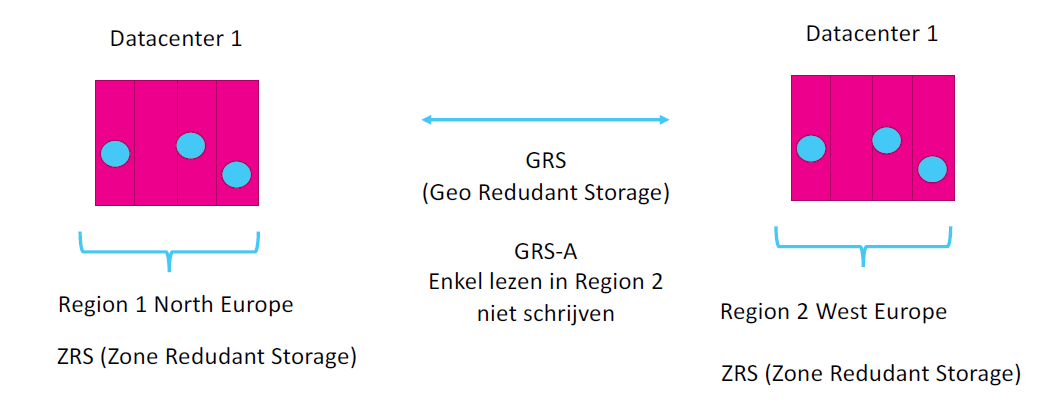 Datacenter 1
Datacenter 1
GRS
(Geo Redudant Storage)
GRS-A
Enkel lezen in Region 2
niet schrijven
Region 1 North Europe
Region 2 West Europe
ZRS (Zone Redudant Storage)
ZRS (Zone Redudant Storage)